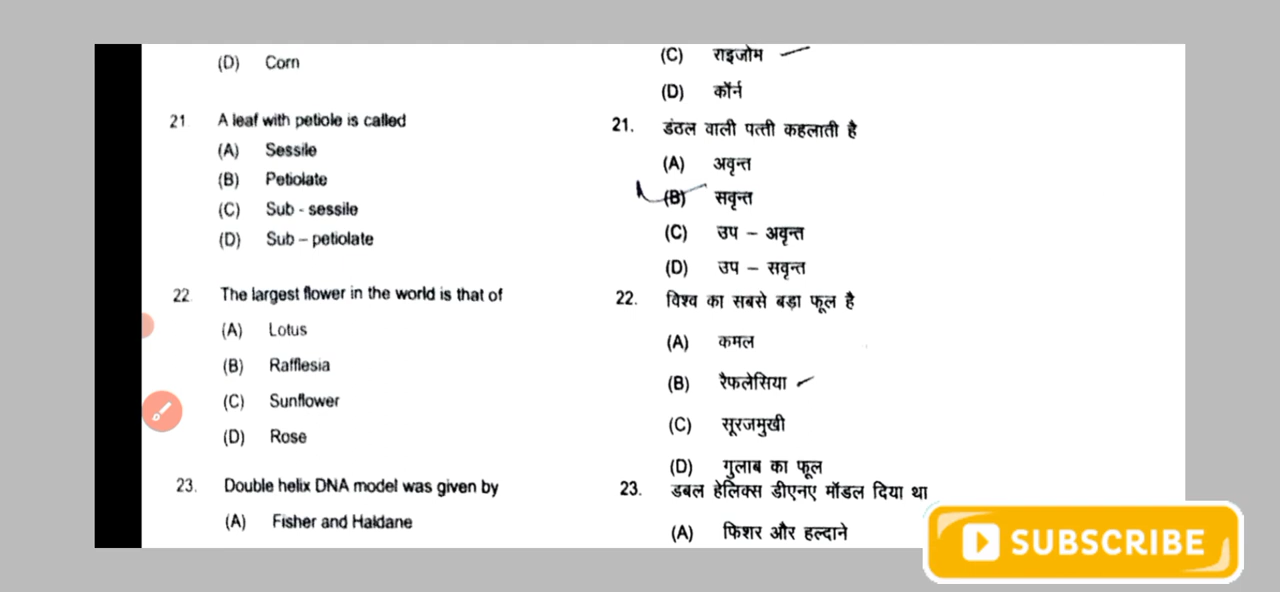 (D) Corn
21 A leaf with petiole is called
(A) Sessile
(B) Petiolate
(C) Sub - sessile
(D) Sub – petiolate
22. The largest flower in the world is that of
(A) Lotus
(B) Rafflesia
(C) Sunflower
(D) Rose
23. Double helix DNA model was given by
(A) Fisher and Haldane
(C) राइजोम
(D) कॉर्न
21. डंठल वाली पत्ती कहलाती है
(A) अवृन्त
(B) सवृन्त
(C) उप – अवृन्त
(D) उप – सवृन्त
22. विश्व का सबसे बड़ा फूल है
(A) कमल
(B) रैफलेसिया
(C) सूरजमुखी
(D) गुलाब का फूल
23. डबल हेलिक्स डीएनए मॉडल दिया था
(A) फिशर और हल्दाने
SUBSCRIBE